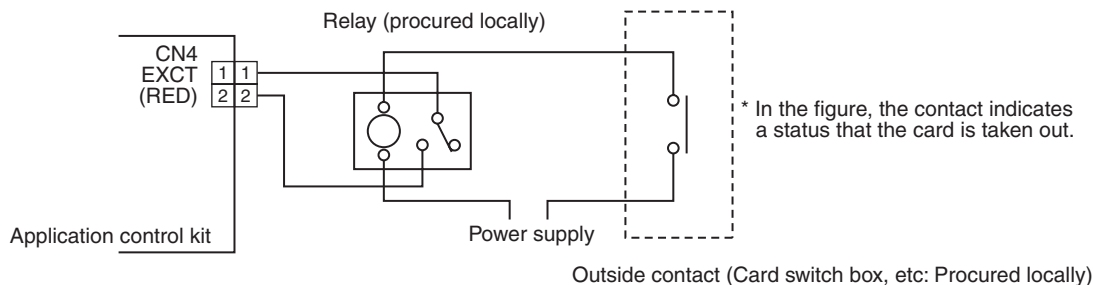 Relay (procured locally)
CN4
EXCT
(RED)
1 1
2 2
* In the figure, the contact indicates
a status that the card is taken out.
Application control kit
Power supply
Outside contact (Card switch box, etc: Procured locally)